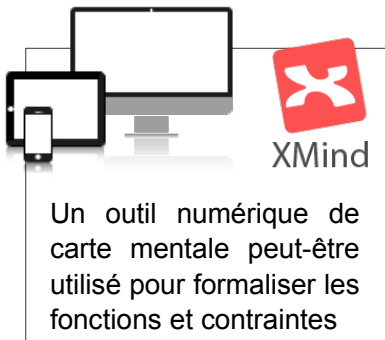 XMind
Un outil numérique de
carte mentale peut-être
utilisé pour formaliser les
fonctions et contraintes